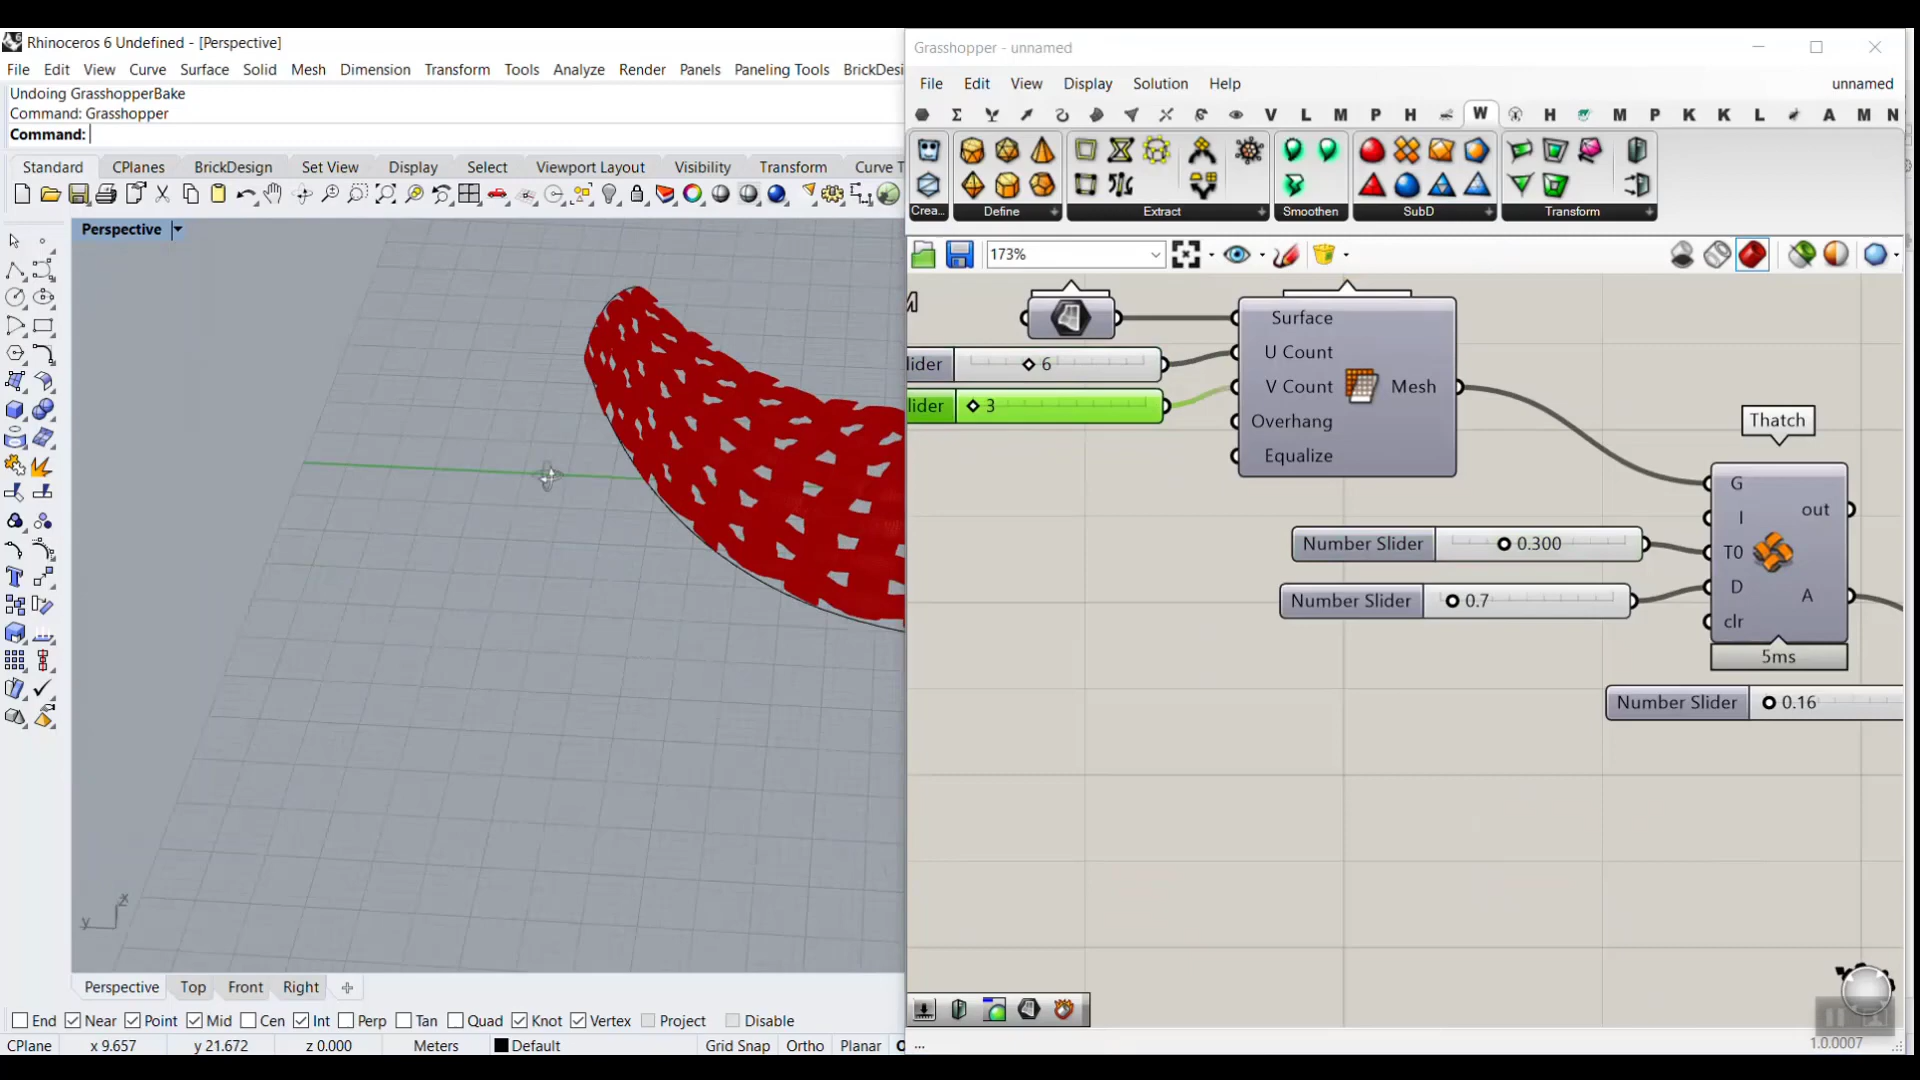 Rhinoceros 6 Undefined - [Perspective]
File Edit View Curve Surface Solid Mesh Dimension Transform Tools Analyze Render Panels Paneling Tools BrickDesi
Undoing GrasshopperBake
Command: Grasshopper
Command:
Standard CPlanes BrickDesign Set View Display Select Viewport Layout Visibility Transform Curve T
Perspective
y x
Perspective Top Front Right
End Near Point Mid Cen Int Perp Tan Quad Knot Vertex Project Disable
CPlane x 9.657 y 21.672 z 0.000 Meters Default Grid Snap Ortho Planar
Grasshopper - unnamed
File Edit View Display Solution Help unnamed
V L M P H W H M P K K L A M N
Crea... Define Extract Smoothen SubD Transform
173%
lider 6
lider 3
Surface
U Count
V Count
Overhang
Equalize
Mesh
Thatch
G
I
T0
D
clr
out
A
5ms
Number Slider 0.300
Number Slider 0.7
Number Slider 0.16
...
1.0.0007